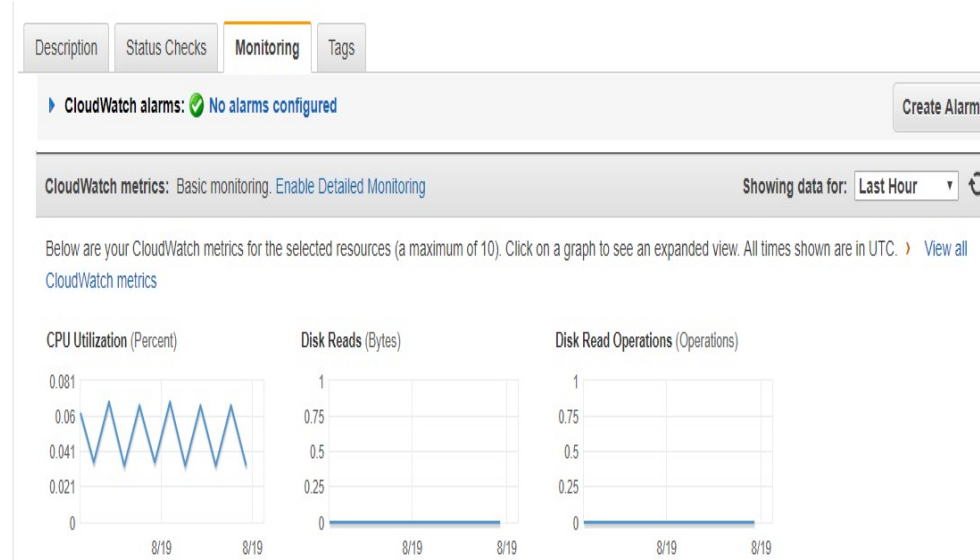 Description Status Checks Monitoring Tags
CloudWatch alarms: No alarms configured
Create Alarm
CloudWatch metrics: Basic monitoring. Enable Detailed Monitoring
Showing data for: Last Hour
Below are your CloudWatch metrics for the selected resources (a maximum of 10). Click on a graph to see an expanded view. All times shown are in UTC. View all
CloudWatch metrics
CPU Utilization (Percent)
0.081
0.06
0.041
0.021
0
8/19 8/19
Disk Reads (Bytes)
1
0.75
0.5
0.25
0
8/19 8/19
Disk Read Operations (Operations)
1
0.75
0.5
0.25
0
8/19 8/19